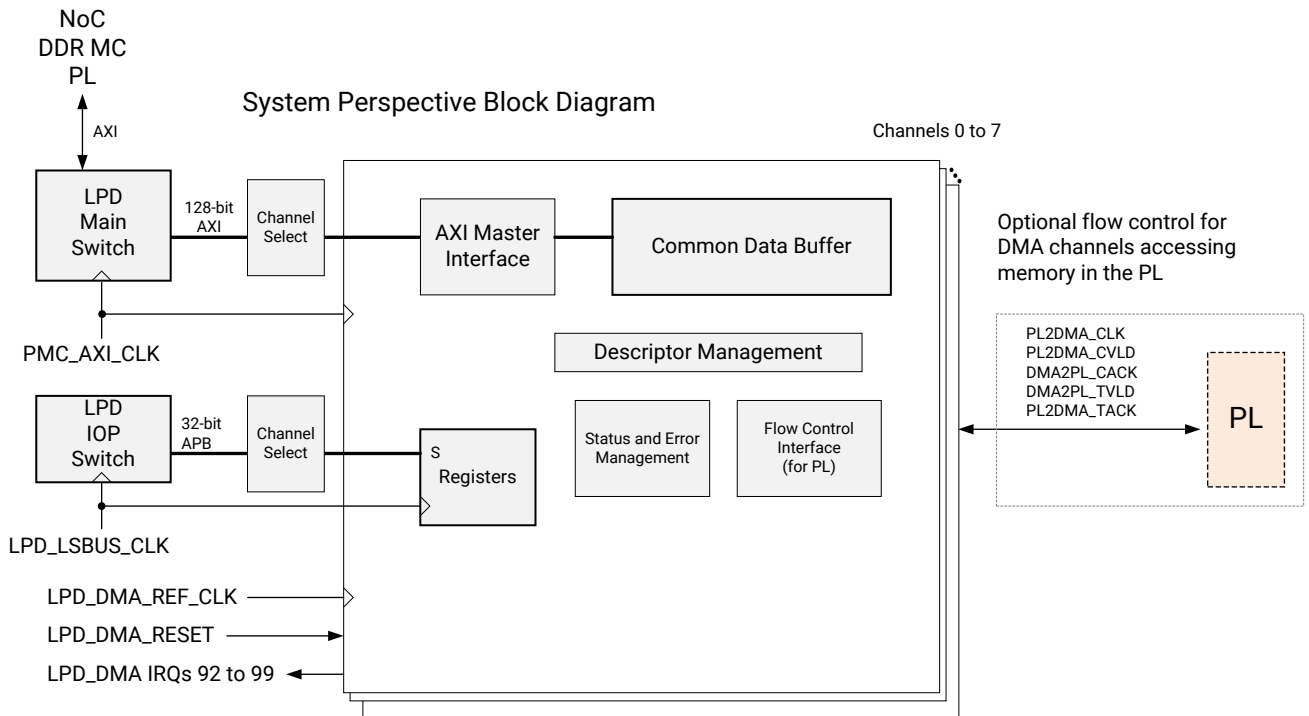 NoC
DDR MC
PL
System Perspective Block Diagram
Channels 0 to 7
AXI
LPD
Main
Switch
128-bit
AXI
Channel
Select
AXI Master
Interface
Common Data Buffer
Optional flow control for
DMA channels accessing
memory in the PL
PMC_AXI_CLK
Descriptor Management
PL2DMA_CLK
PL2DMA_CVLD
DMA2PL_CACK
DMA2PL_TVLD
PL2DMA_TACK
PL
LPD
IOP
Switch
32-bit
APB
Channel
Select
S
Registers
Status and Error
Management
Flow Control
Interface
(for PL)
LPD_LSBUS_CLK
LPD_DMA_REF_CLK
LPD_DMA_RESET
LPD_DMA IRQs 92 to 99